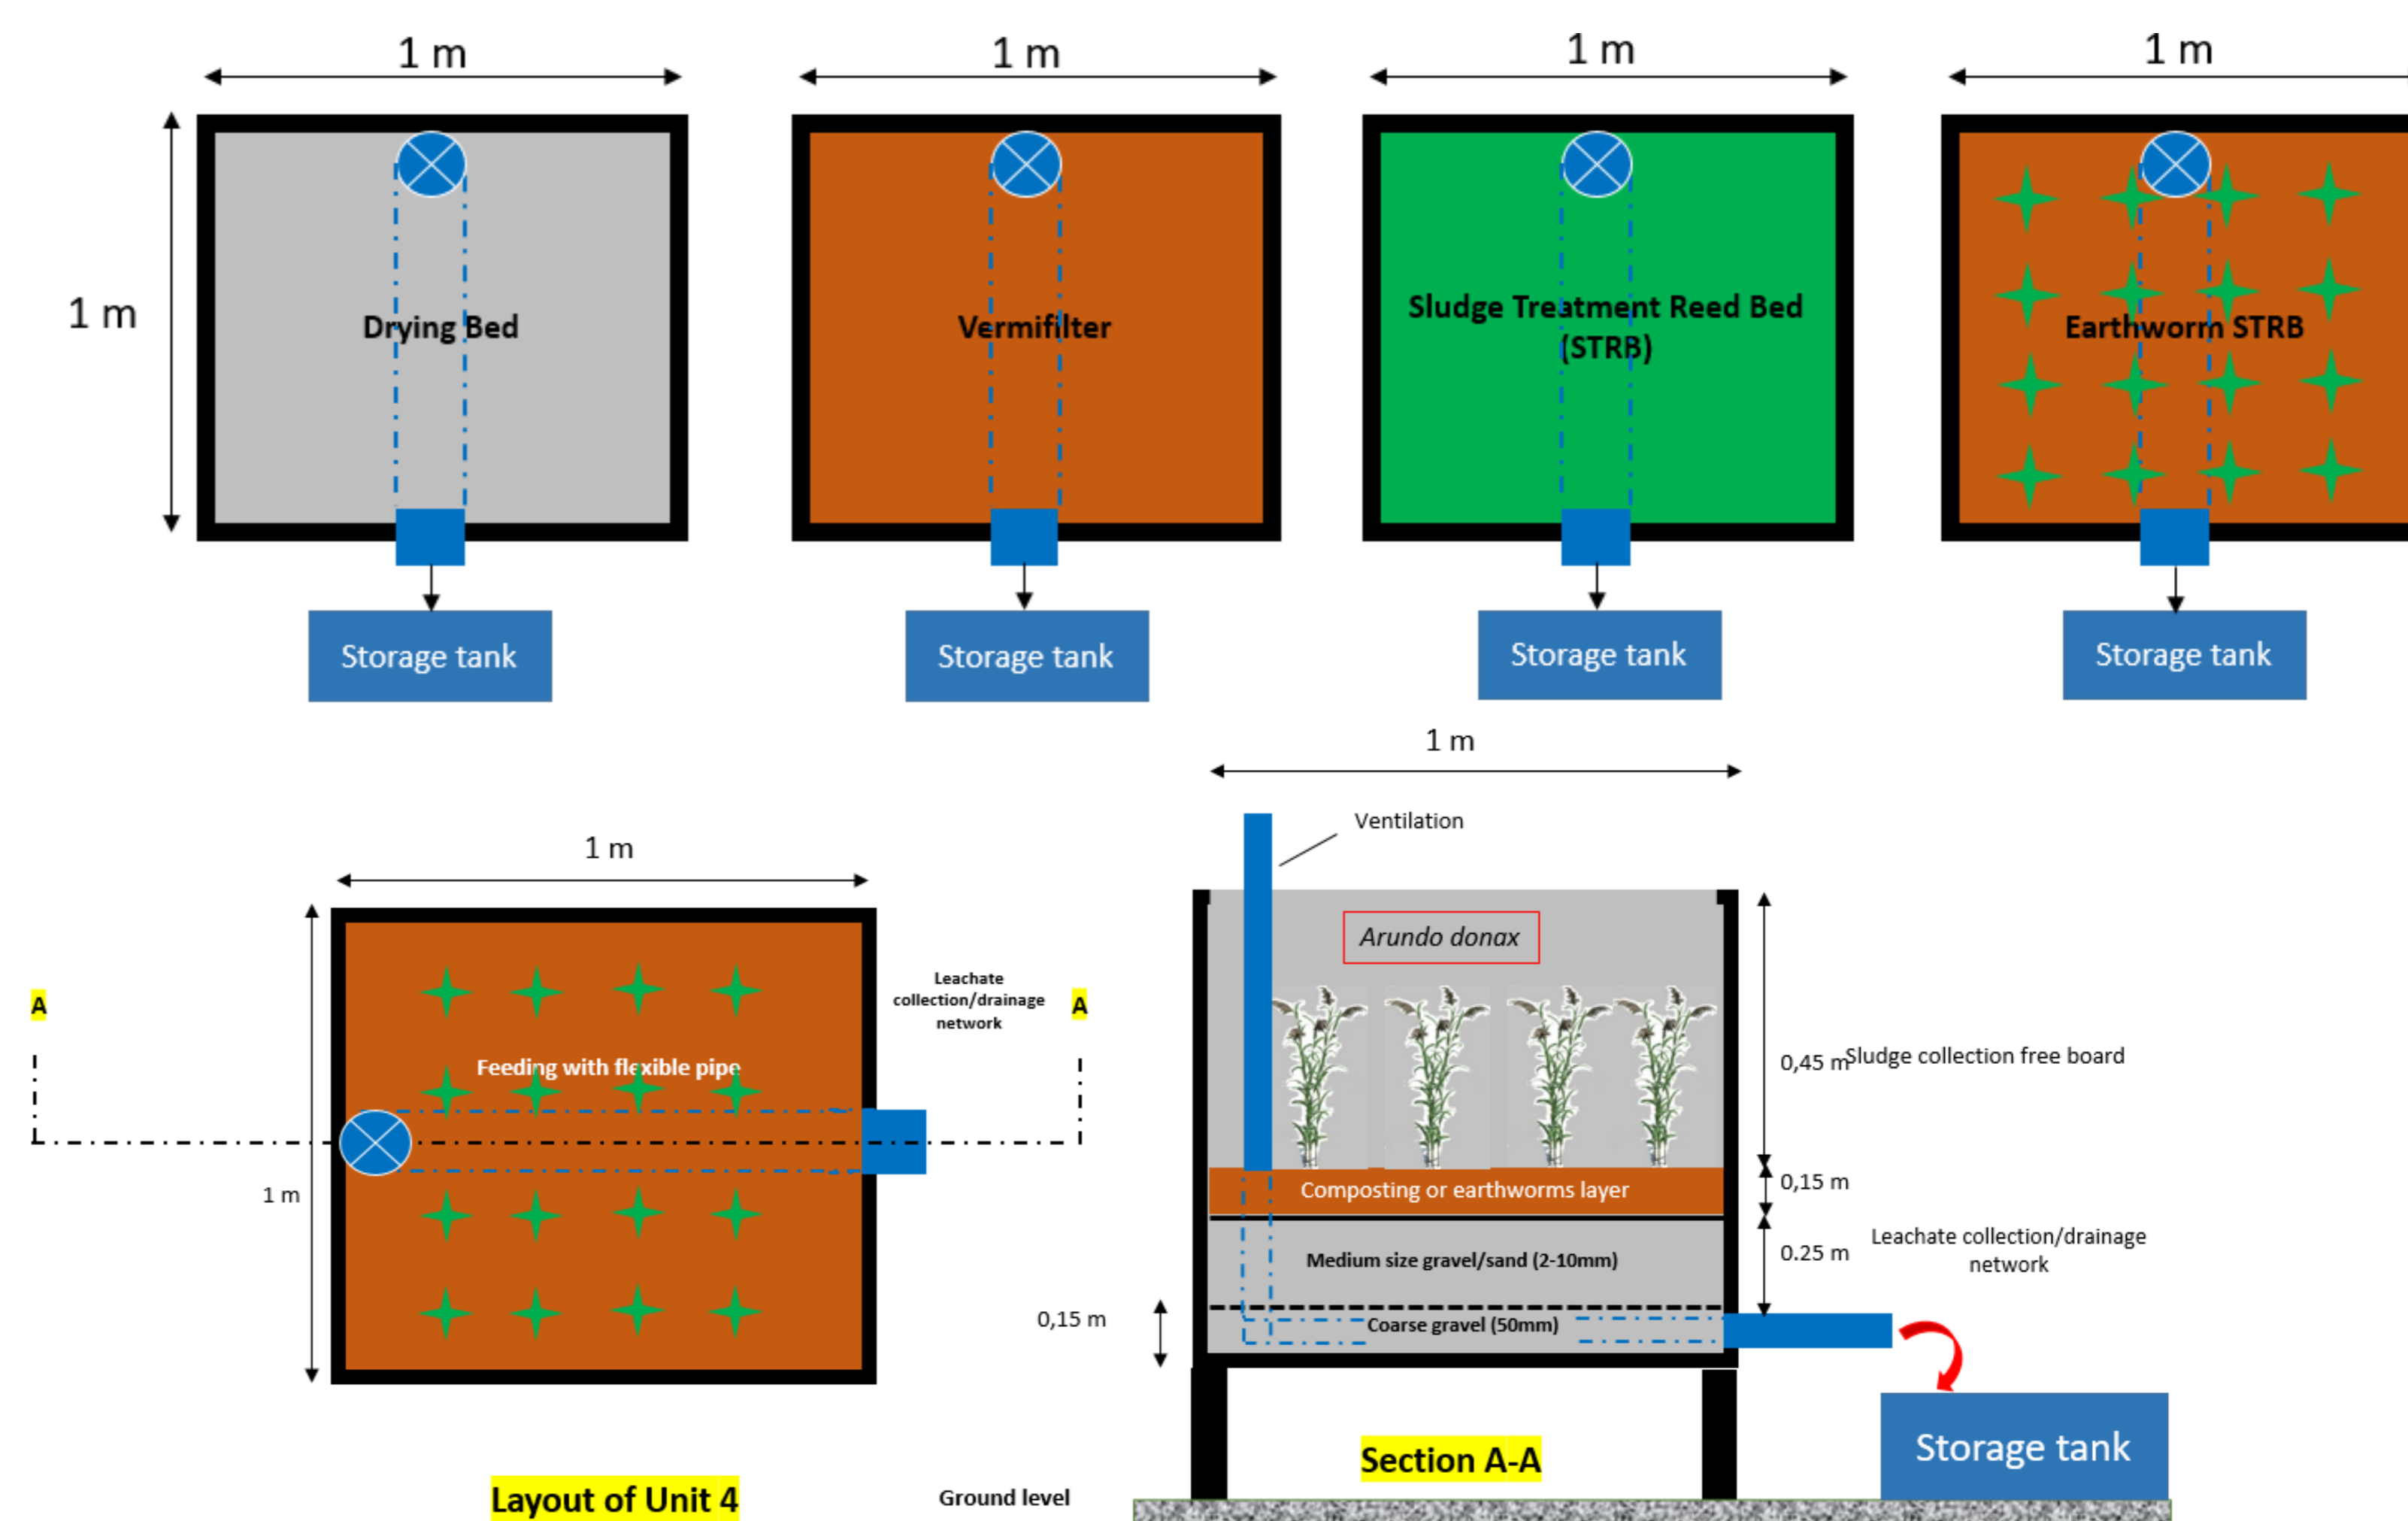 1 m
1 m
1 m
1 m
1 m
Drying Bed
Vermifilter
Sludge Treatment Reed Bed
(STRB)
Earthworm STRB
Storage tank
Storage tank
Storage tank
Storage tank
1 m
1 m
A
Leachate
collection/drainage
network
A
Feeding with flexible pipe
1 m
Layout of Unit 4
1 m
Ventilation
Arundo donax
0,45 m
Sludge collection free board
Composting or earthworms layer
0,15 m
Medium size gravel/sand (2-10mm)
0.25 m
Leachate collection/drainage
network
0,15 m
Coarse gravel (50mm)
Section A-A
Storage tank
Ground level